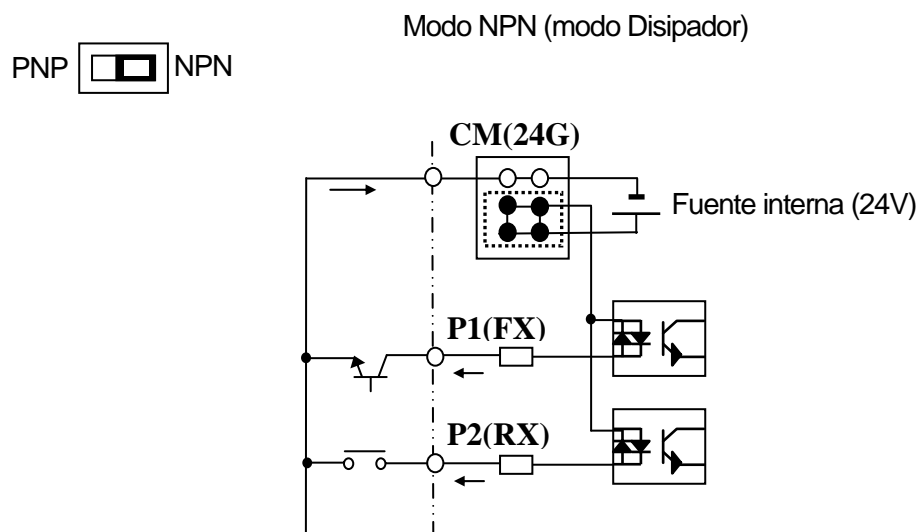 Modo NPN (modo Disipador)
PNP NPN
CM(24G)
Fuente interna (24V)
P1(FX)
P2(RX)